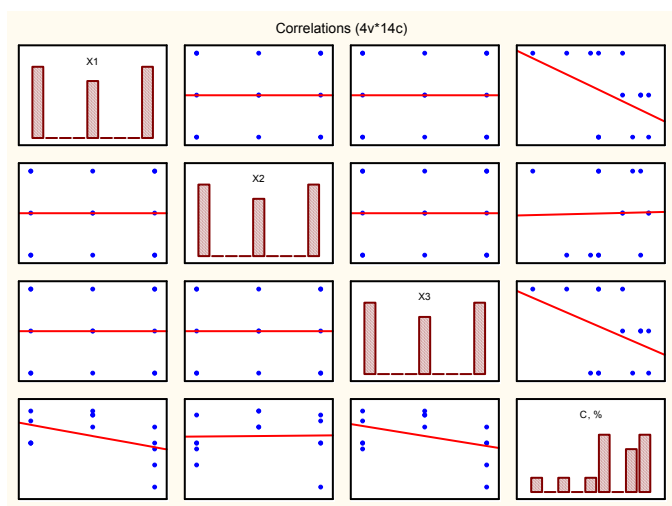 Correlations (4v*14c)
X1
X2
X3
C, %